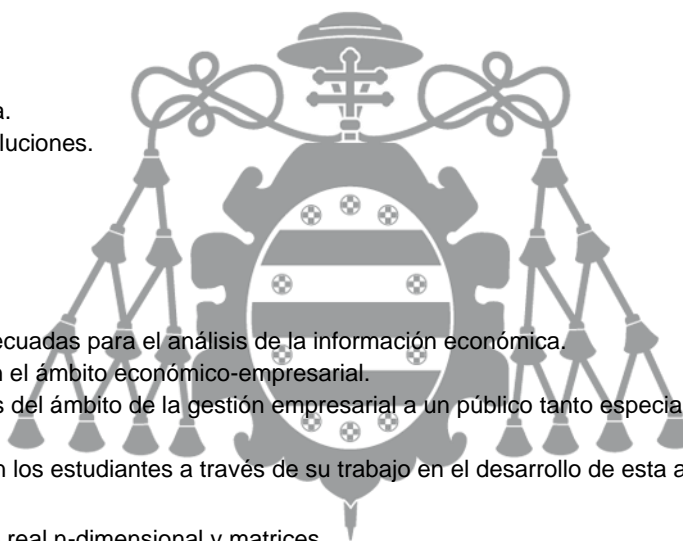 a.
luciones.
ecuadas para el análisis de la información económica.
n el ámbito económico-empresarial.
s del ámbito de la gestión empresarial a un público tanto especia
n los estudiantes a través de su trabajo en el desarrollo de esta a
real n-dimensional y matrices